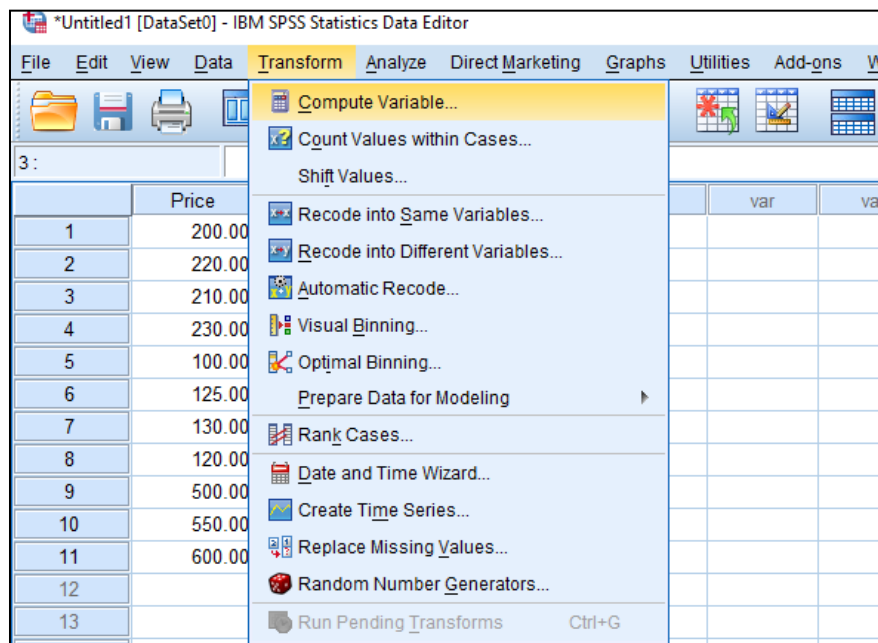 *Untitled1 [DataSet0] - IBM SPSS Statistics Data Editor
File Edit View Data Transform Analyze Direct Marketing Graphs Utilities Add-ons W
3 :
Compute Variable...
Count Values within Cases...
Shift Values...
Recode into Same Variables...
Recode into Different Variables...
Automatic Recode...
Visual Binning...
Optimal Binning...
Prepare Data for Modeling
Rank Cases...
Date and Time Wizard...
Create Time Series...
Replace Missing Values...
Random Number Generators...
Run Pending Transforms Ctrl+G
Price var va
1 200.00
2 220.00
3 210.00
4 230.00
5 100.00
6 125.00
7 130.00
8 120.00
9 500.00
10 550.00
11 600.00
12
13